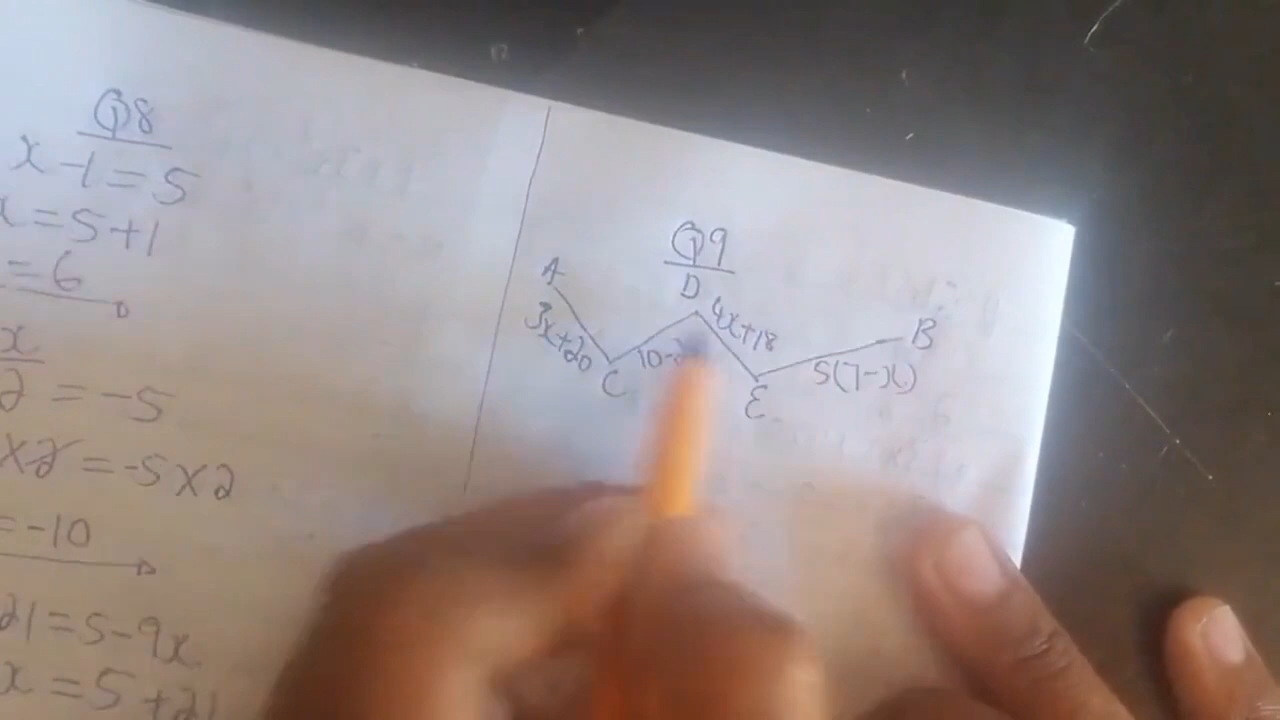 Q8
x-1=5
x=5+1
=6
x
2 = -5
x2 = -5x2
= -10
21=5-9x
x = 5 +21
Q9
A
D
B
3x+20
10-
4x+18
5(7-x)
C
E